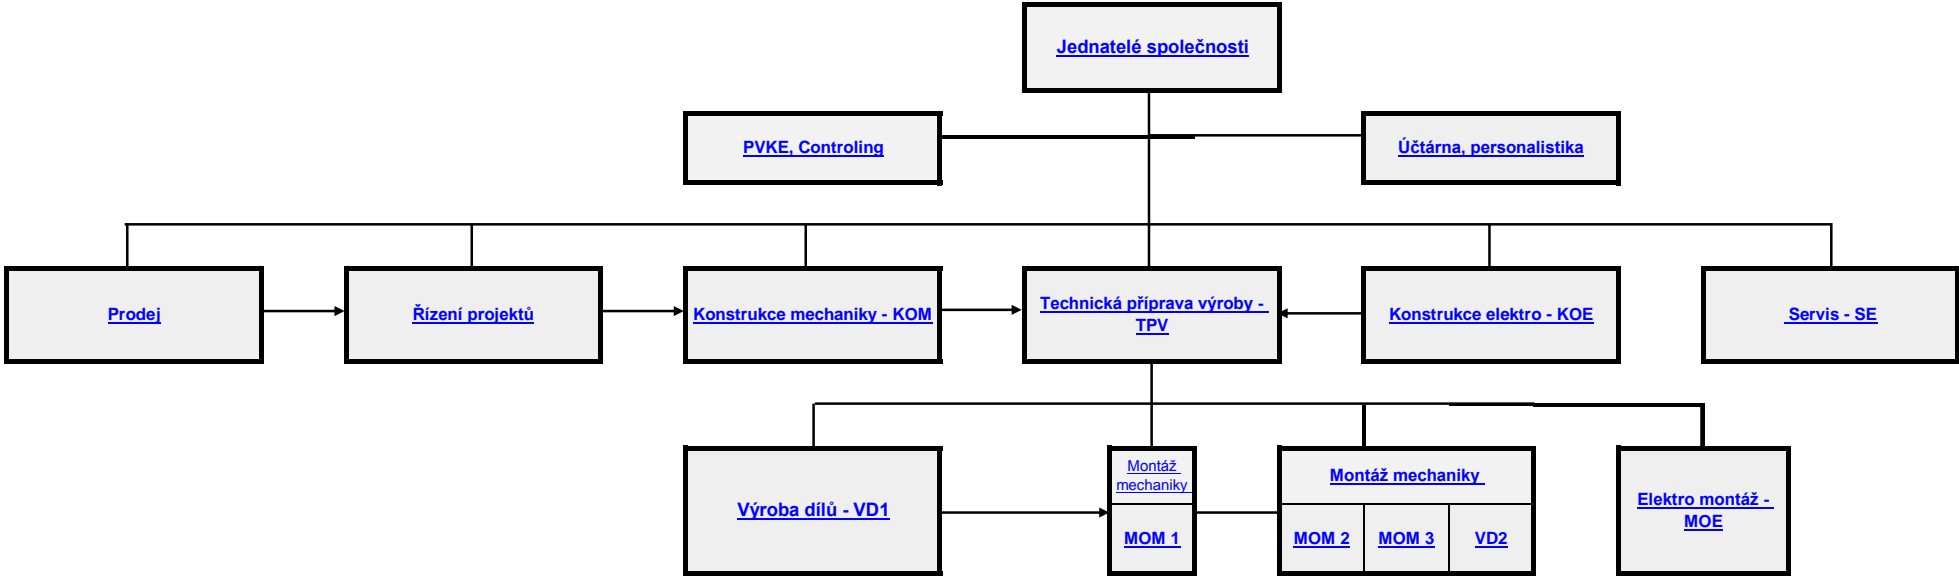 Jednatelé společnosti
PVKE, Controling
Účtárna, personalistika
Prodej
Řízení projektů
Konstrukce mechaniky - KOM
Technická příprava výroby -
TPV
Konstrukce elektro - KOE
Servis - SE
Výroba dílů - VD1
Montáž
mechaniky
MOM 1
Montáž mechaniky
MOM 2
MOM 3
VD2
Elektro montáž -
MOE